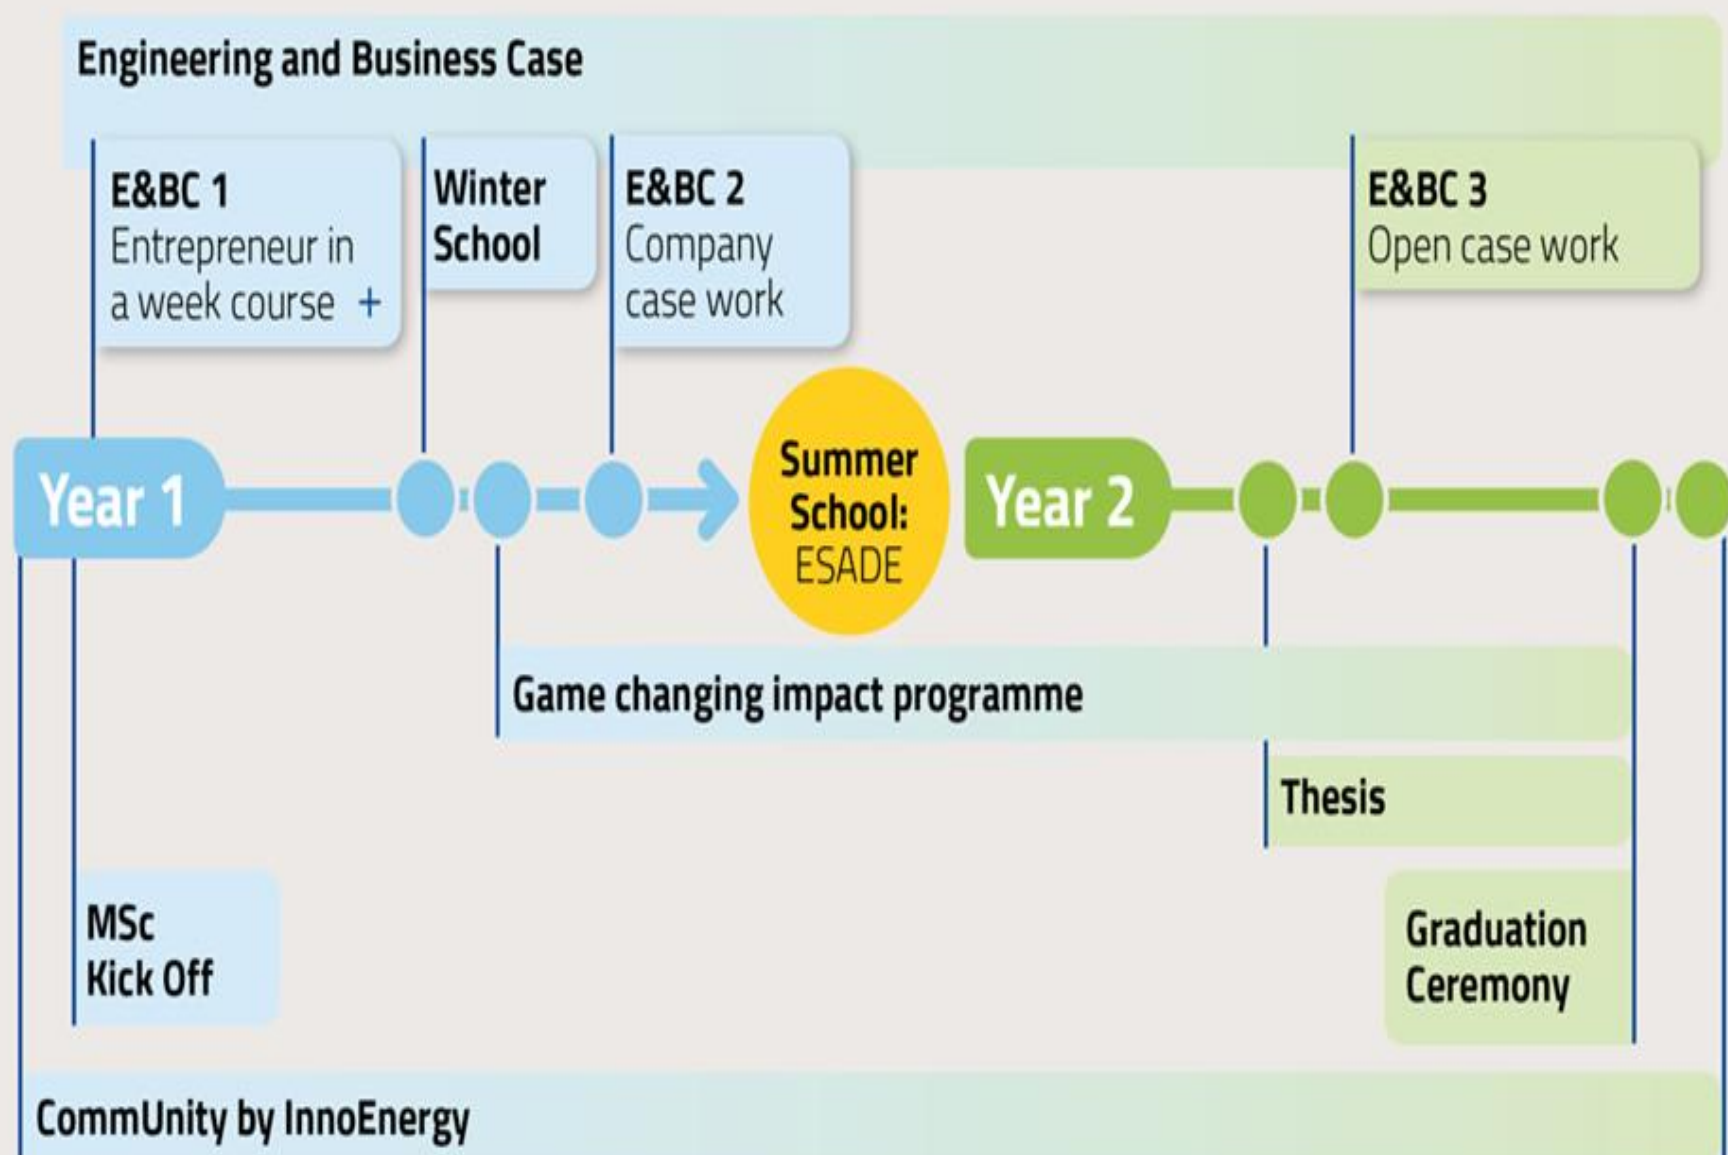 Engineering and Business Case
E&BC 1
Entrepreneur in
a week course +
Winter
School
E&BC 2
Company
case work
E&BC 3
Open case work
Year 1
Summer
School:
ESADE
Year 2
Game changing impact programme
Thesis
MSc
Kick Off
Graduation
Ceremony
CommUnity by InnoEnergy